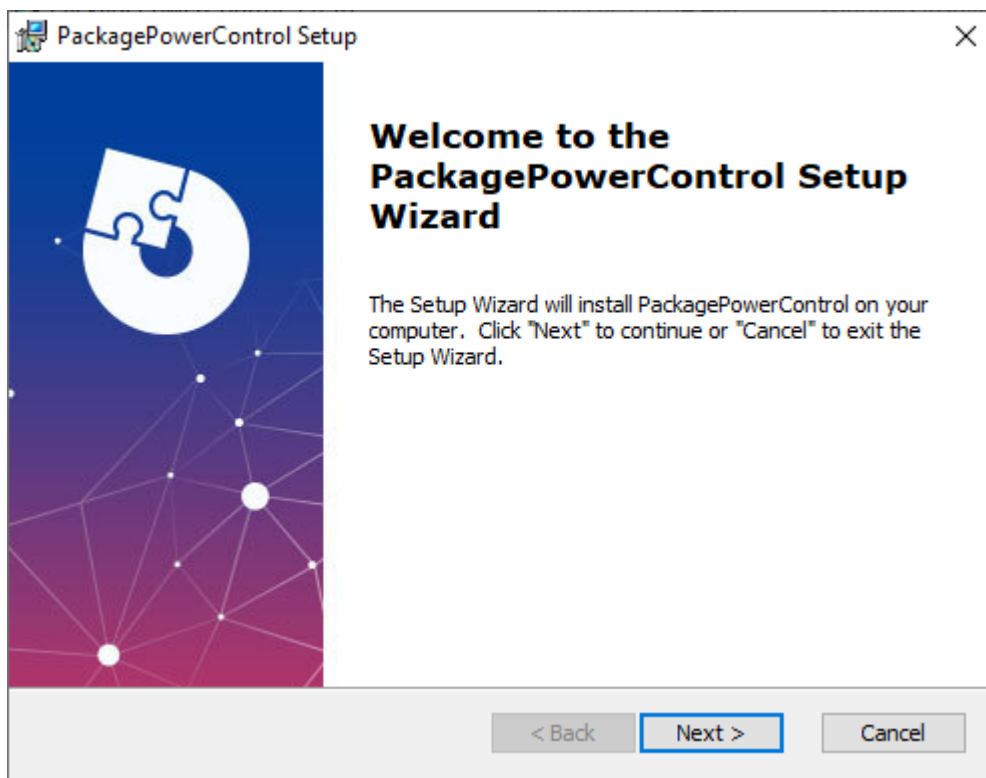 PackagePowerControl Setup
Welcome to the
PackagePowerControl Setup
Wizard
The Setup Wizard will install PackagePowerControl on your
computer.  Click "Next" to continue or "Cancel" to exit the
Setup Wizard.
< Back
Next >
Cancel